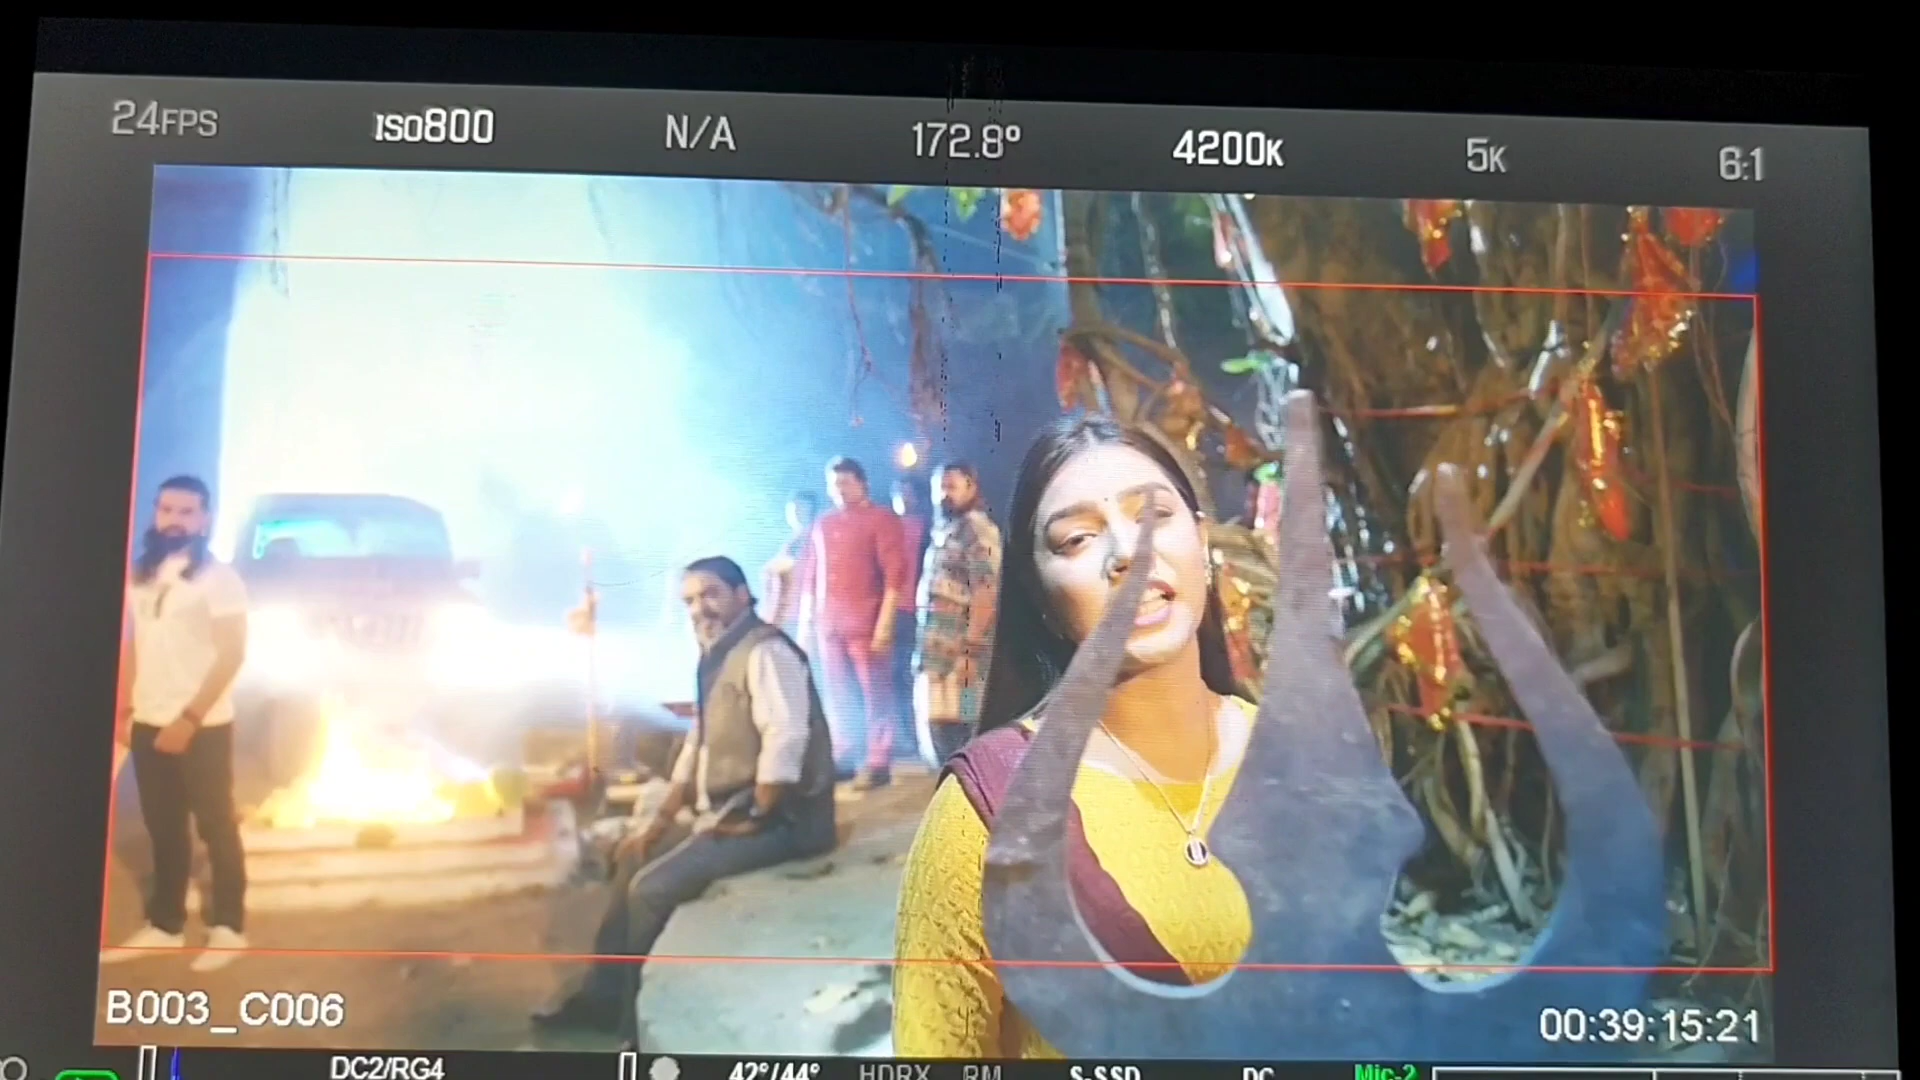 24FPS ISO800 N/A 172.8° 4200K 5K 6:1
B003_C006 00:39:15:21
DC2/RG4 42°/44° HDRX RM S-SSD DC Mic-2